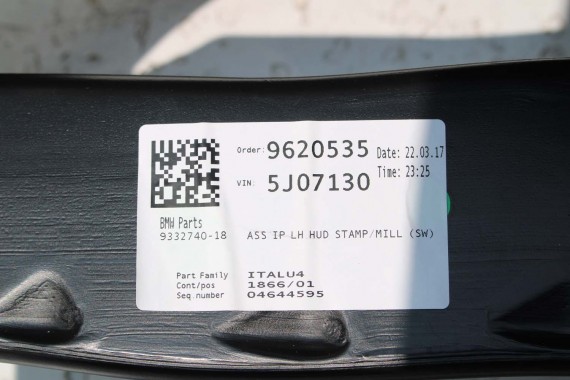 Order: 9620535 Date: 22.03.17
Time: 23:25
VIN: 5J07130
BMW Parts
9332740-18 ASS IP LH HUD STAMP/MILL (SW)
Part Family ITALU4
Cont/pos 1866/01
Seq.number 04644595